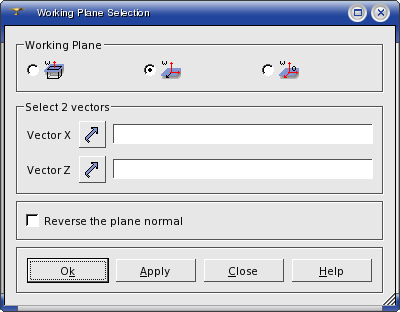 Working Plane Selection
Working Plane
Select 2 vectors
Vector X
Vector Z
Reverse the plane normal
Ok Apply Close Help